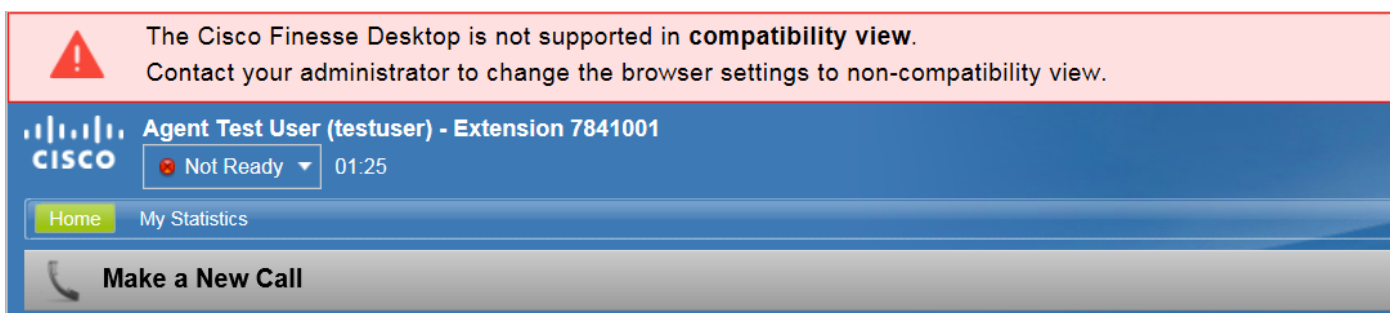 The Cisco Finesse Desktop is not supported in compatibility view.
Contact your administrator to change the browser settings to non-compatibility view.
CISCO
Agent Test User (testuser) - Extension 7841001
Not Ready 01:25
Home My Statistics
Make a New Call